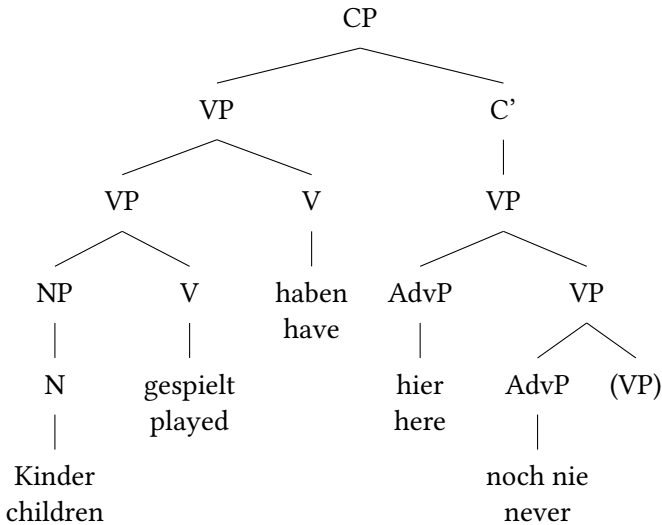 CP
VP C’
VP V VP
NP V haben have AdvP VP
N gespielt played hier here AdvP (VP)
Kinder children noch nie never